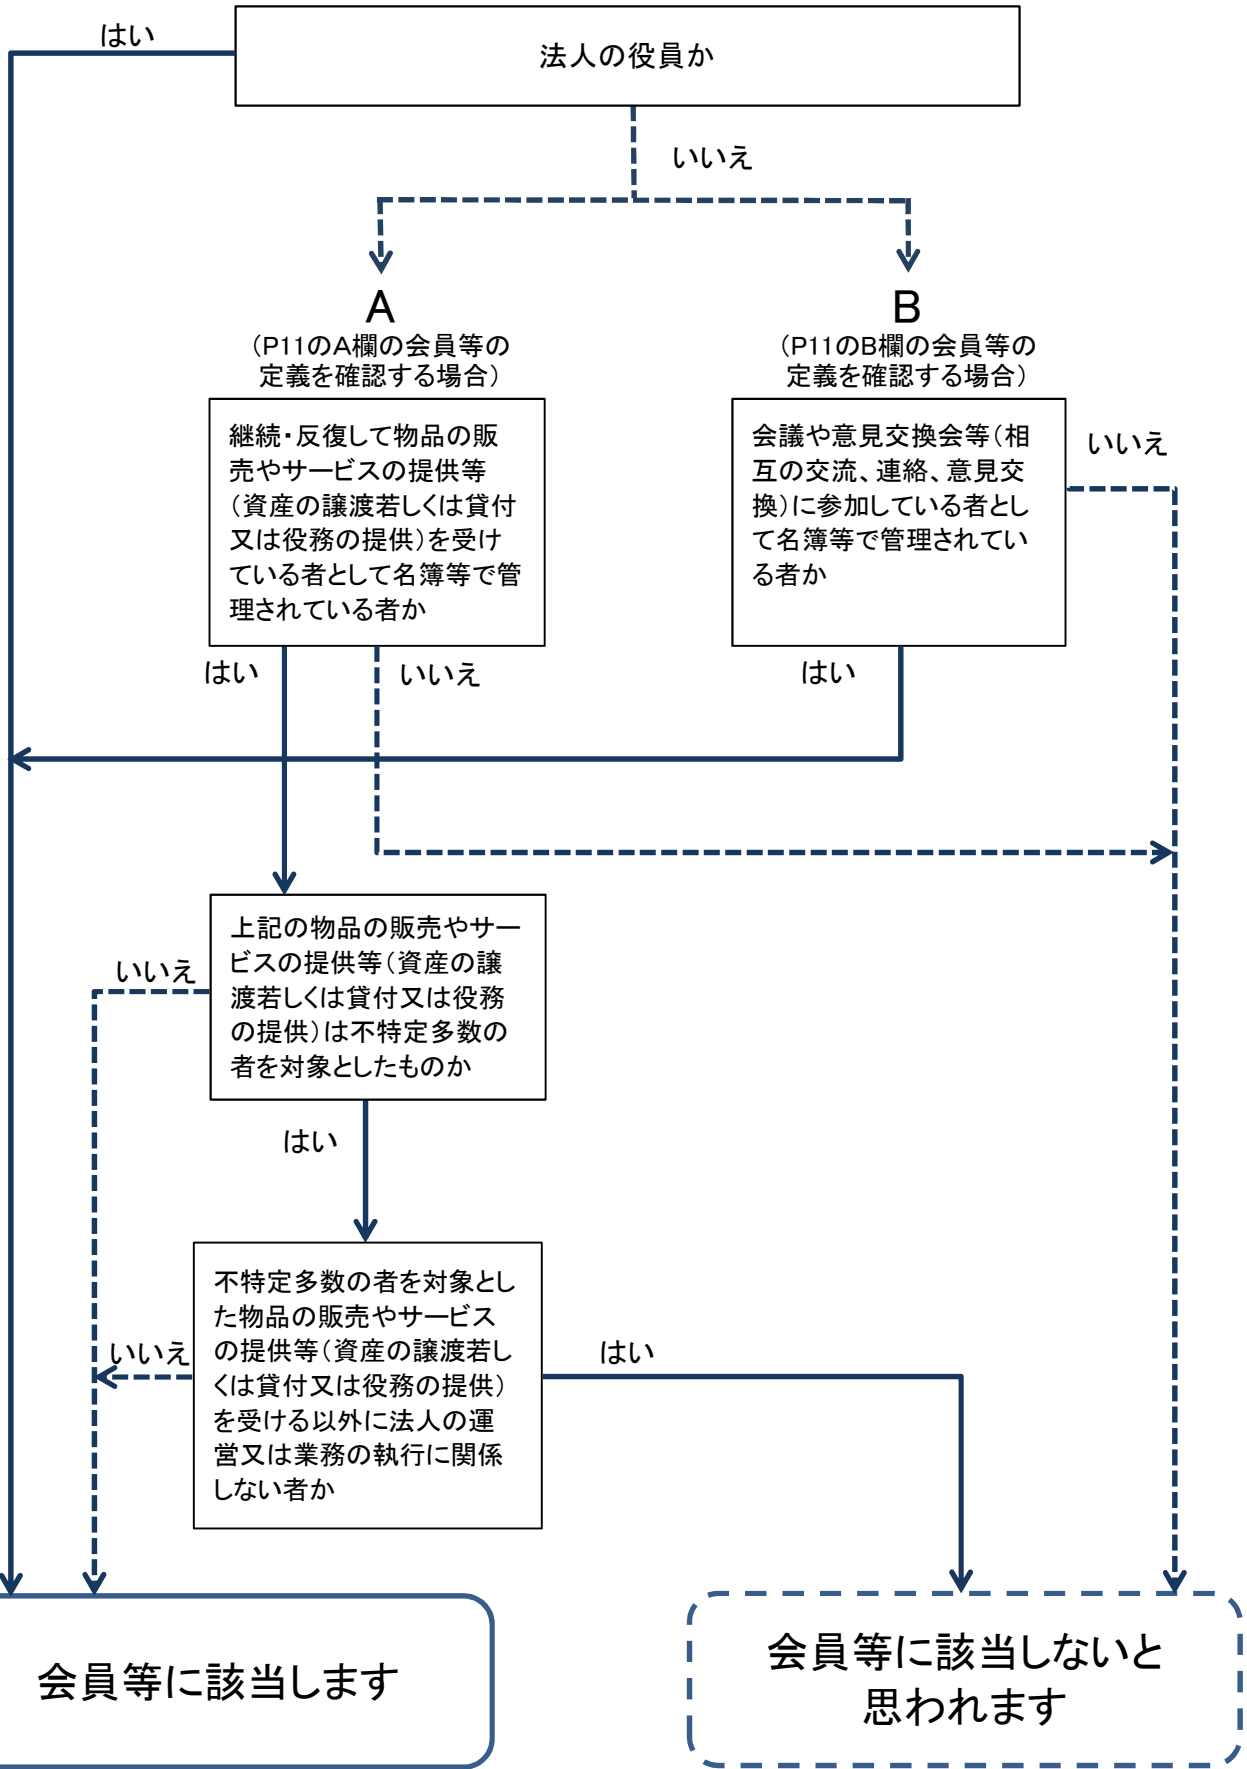 はい
法人の役員か
いいえ
A
(P11のA欄の会員等の
定義を確認する場合)
B
(P11のB欄の会員等の
定義を確認する場合)
継続・反復して物品の販
売やサービスの提供等
(資産の譲渡若しくは貸付
又は役務の提供)を受け
ている者として名簿等で管
理されている者か
会議や意見交換会等(相
互の交流、連絡、意見交
換)に参加している者とし
て名簿等で管理されてい
る者か
いいえ
はい
いいえ
はい
上記の物品の販売やサー
ビスの提供等(資産の譲
渡若しくは貸付又は役務
の提供)は不特定多数の
者を対象としたものか
いいえ
はい
不特定多数の者を対象とし
た物品の販売やサービス
の提供等(資産の譲渡若し
くは貸付又は役務の提供)
を受ける以外に法人の運
営又は業務の執行に関係
しない者か
いいえ
はい
会員等に該当します
会員等に該当しないと
思われます